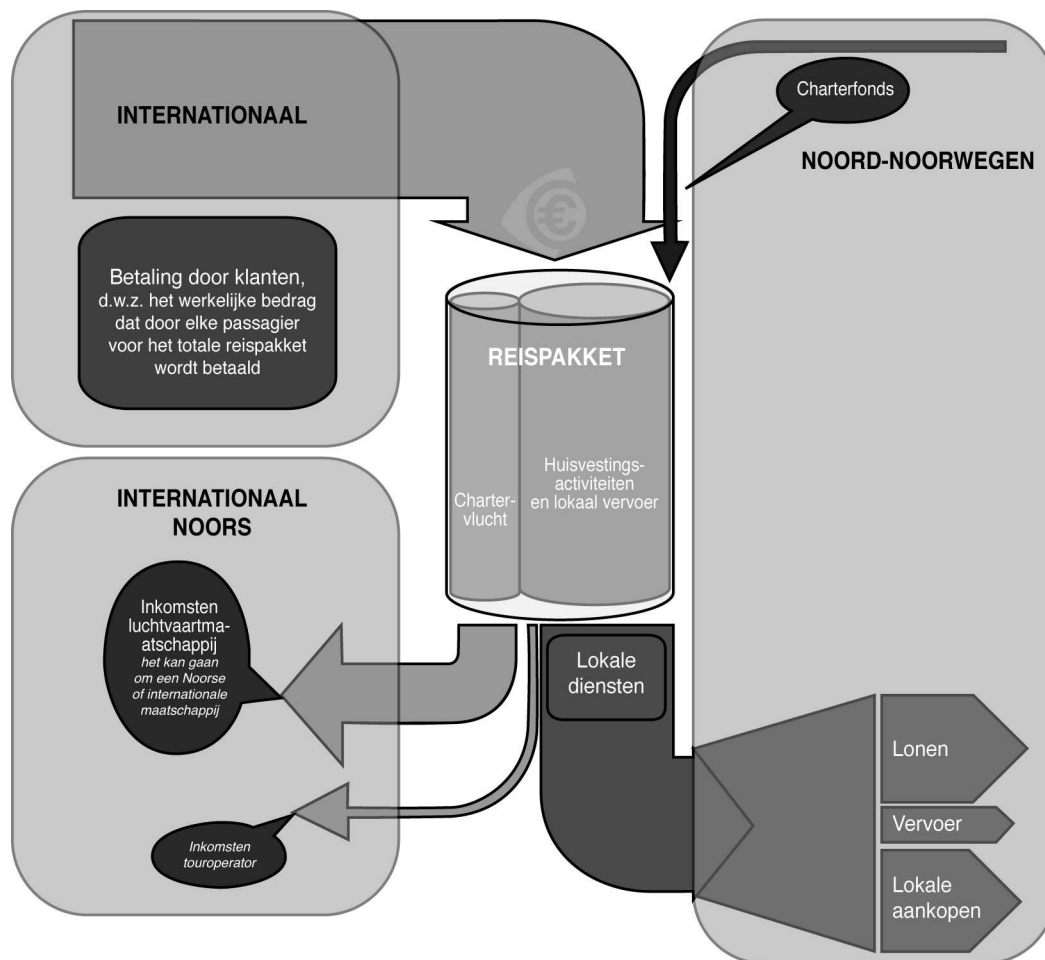 INTERNATIONAAL
Betaling door klanten,
d.w.z. het werkelijke bedrag
dat door elke passagier
voor het totale reispakket
wordt betaald
Charterfonds
NOORD-NOORWEGEN
€
REISPAKKET
Charter-
vlucht
Huisvestings-
activiteiten
en lokaal vervoer
INTERNATIONAAL
NOORS
Inkomsten
luchtvaartma-
atschappij
het kan gaan
om een Noorse
of internationale
maatschappij
Inkomsten
touroperator
Lokale
diensten
Lonen
Vervoer
Lokale
aankopen